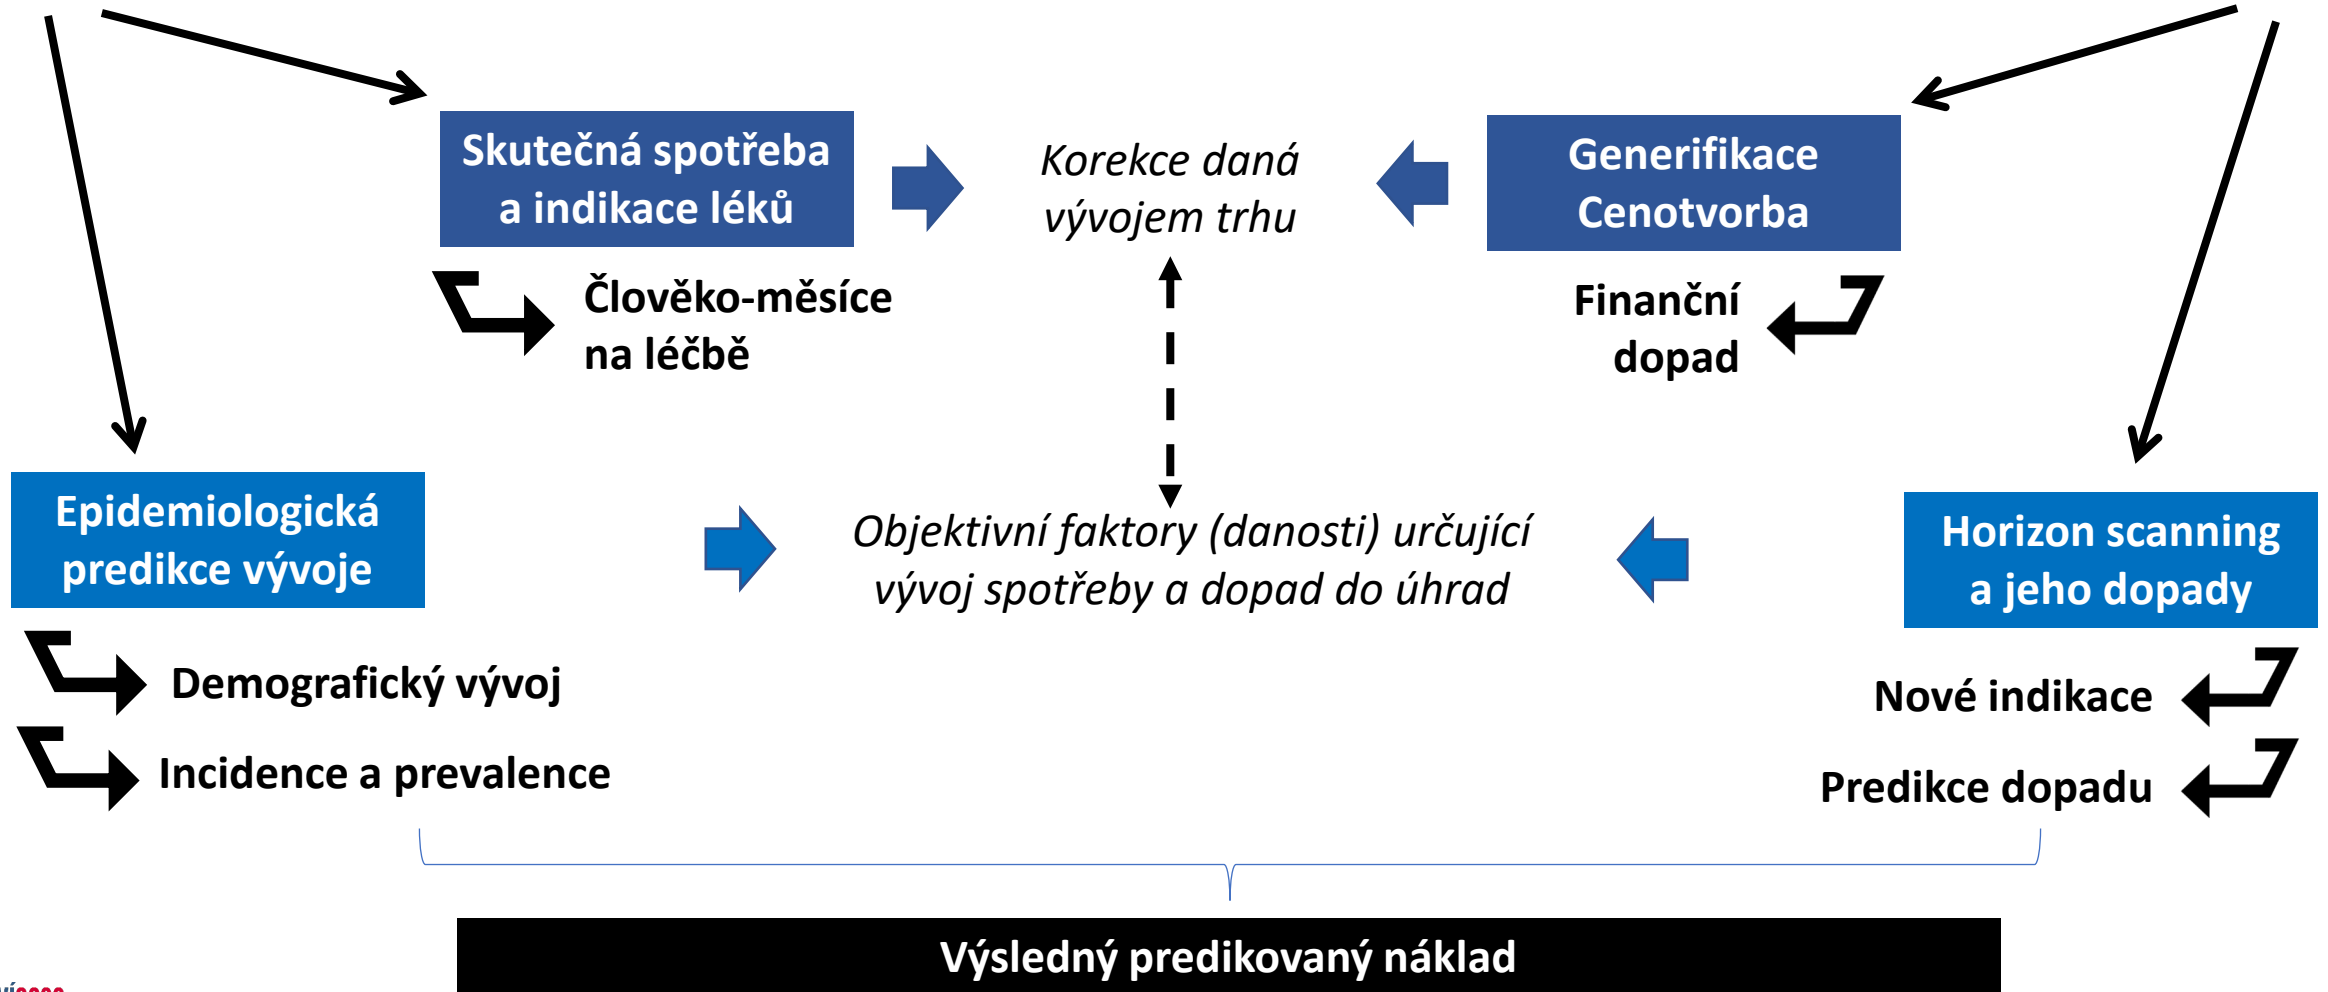 Skutečná spotřeba
a indikace léků
Korekce daná
vývojem trhu
Generifikace
Cenotvorba
Člověko-měsíce
na léčbě
Finanční
dopad
Epidemiologická
predikce vývoje
Objektivní faktory (danosti) určující
vývoj spotřeby a dopad do úhrad
Horizon scanning
a jeho dopady
Demografický vývoj
Nové indikace
Incidence a prevalence
Predikce dopadu
Výsledný predikovaný náklad